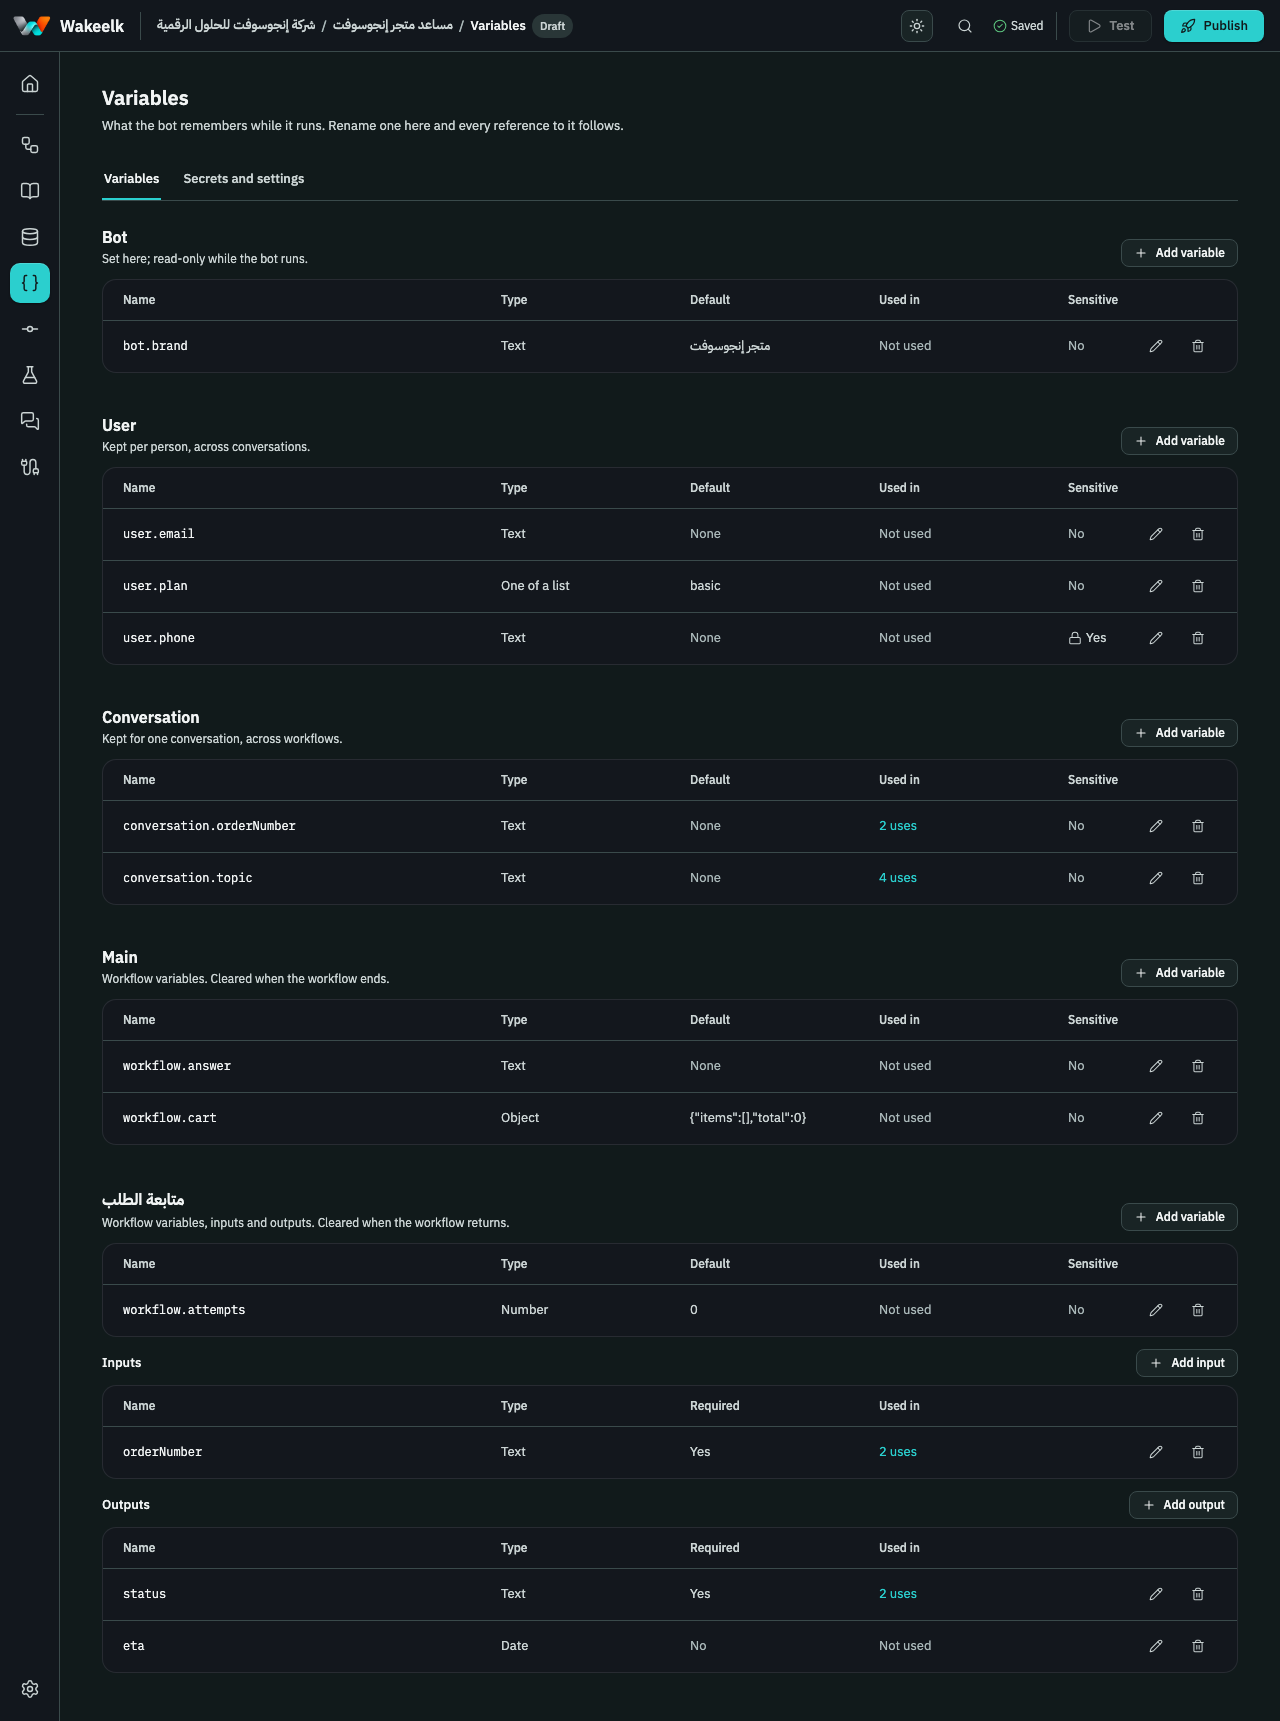 Wakeelk
شركة إنجوسوفت للحلول الرقمية / مساعد متجر إنجوسوفت / Variables Draft
Saved
Test
Publish
Variables
What the bot remembers while it runs. Rename one here and every reference to it follows.
Variables Secrets and settings
Bot
Set here; read-only while the bot runs.
Add variable
Name Type Default Used in Sensitive
bot.brand Text متجر إنجوسوفت Not used No
User
Kept per person, across conversations.
Add variable
Name Type Default Used in Sensitive
user.email Text None Not used No
user.plan One of a list basic Not used No
user.phone Text None Not used Yes
Conversation
Kept for one conversation, across workflows.
Add variable
Name Type Default Used in Sensitive
conversation.orderNumber Text None 2 uses No
conversation.topic Text None 4 uses No
Main
Workflow variables. Cleared when the workflow ends.
Add variable
Name Type Default Used in Sensitive
workflow.answer Text None Not used No
workflow.cart Object {"items":[],"total":0} Not used No
متابعة الطلب
Workflow variables, inputs and outputs. Cleared when the workflow returns.
Add variable
Name Type Default Used in Sensitive
workflow.attempts Number 0 Not used No
Inputs
Add input
Name Type Required Used in
orderNumber Text Yes 2 uses
Outputs
Add output
Name Type Required Used in
status Text Yes 2 uses
eta Date No Not used